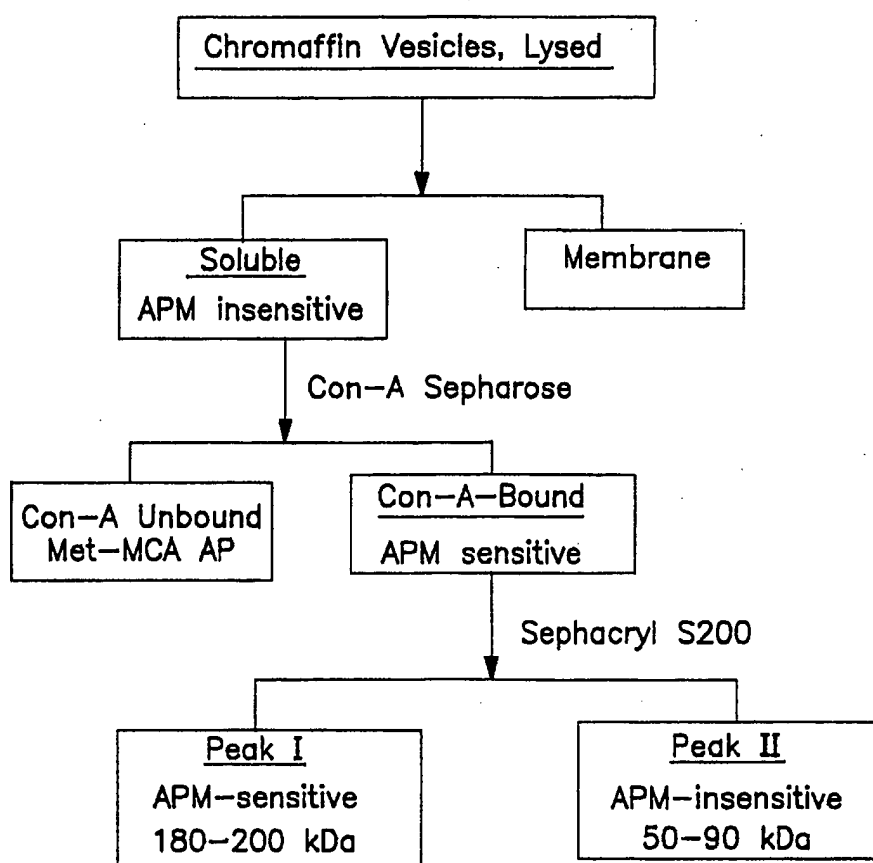 Chromaffin Vesicles, Lysed
Soluble
APM insensitive
Membrane
Con-A Sepharose
Con-A Unbound
Met-MCA AP
Con-A-Bound
APM sensitive
Sephacryl S200
Peak I
APM-sensitive
180-200 kDa
Peak II
APM-insensitive
50-90 kDa